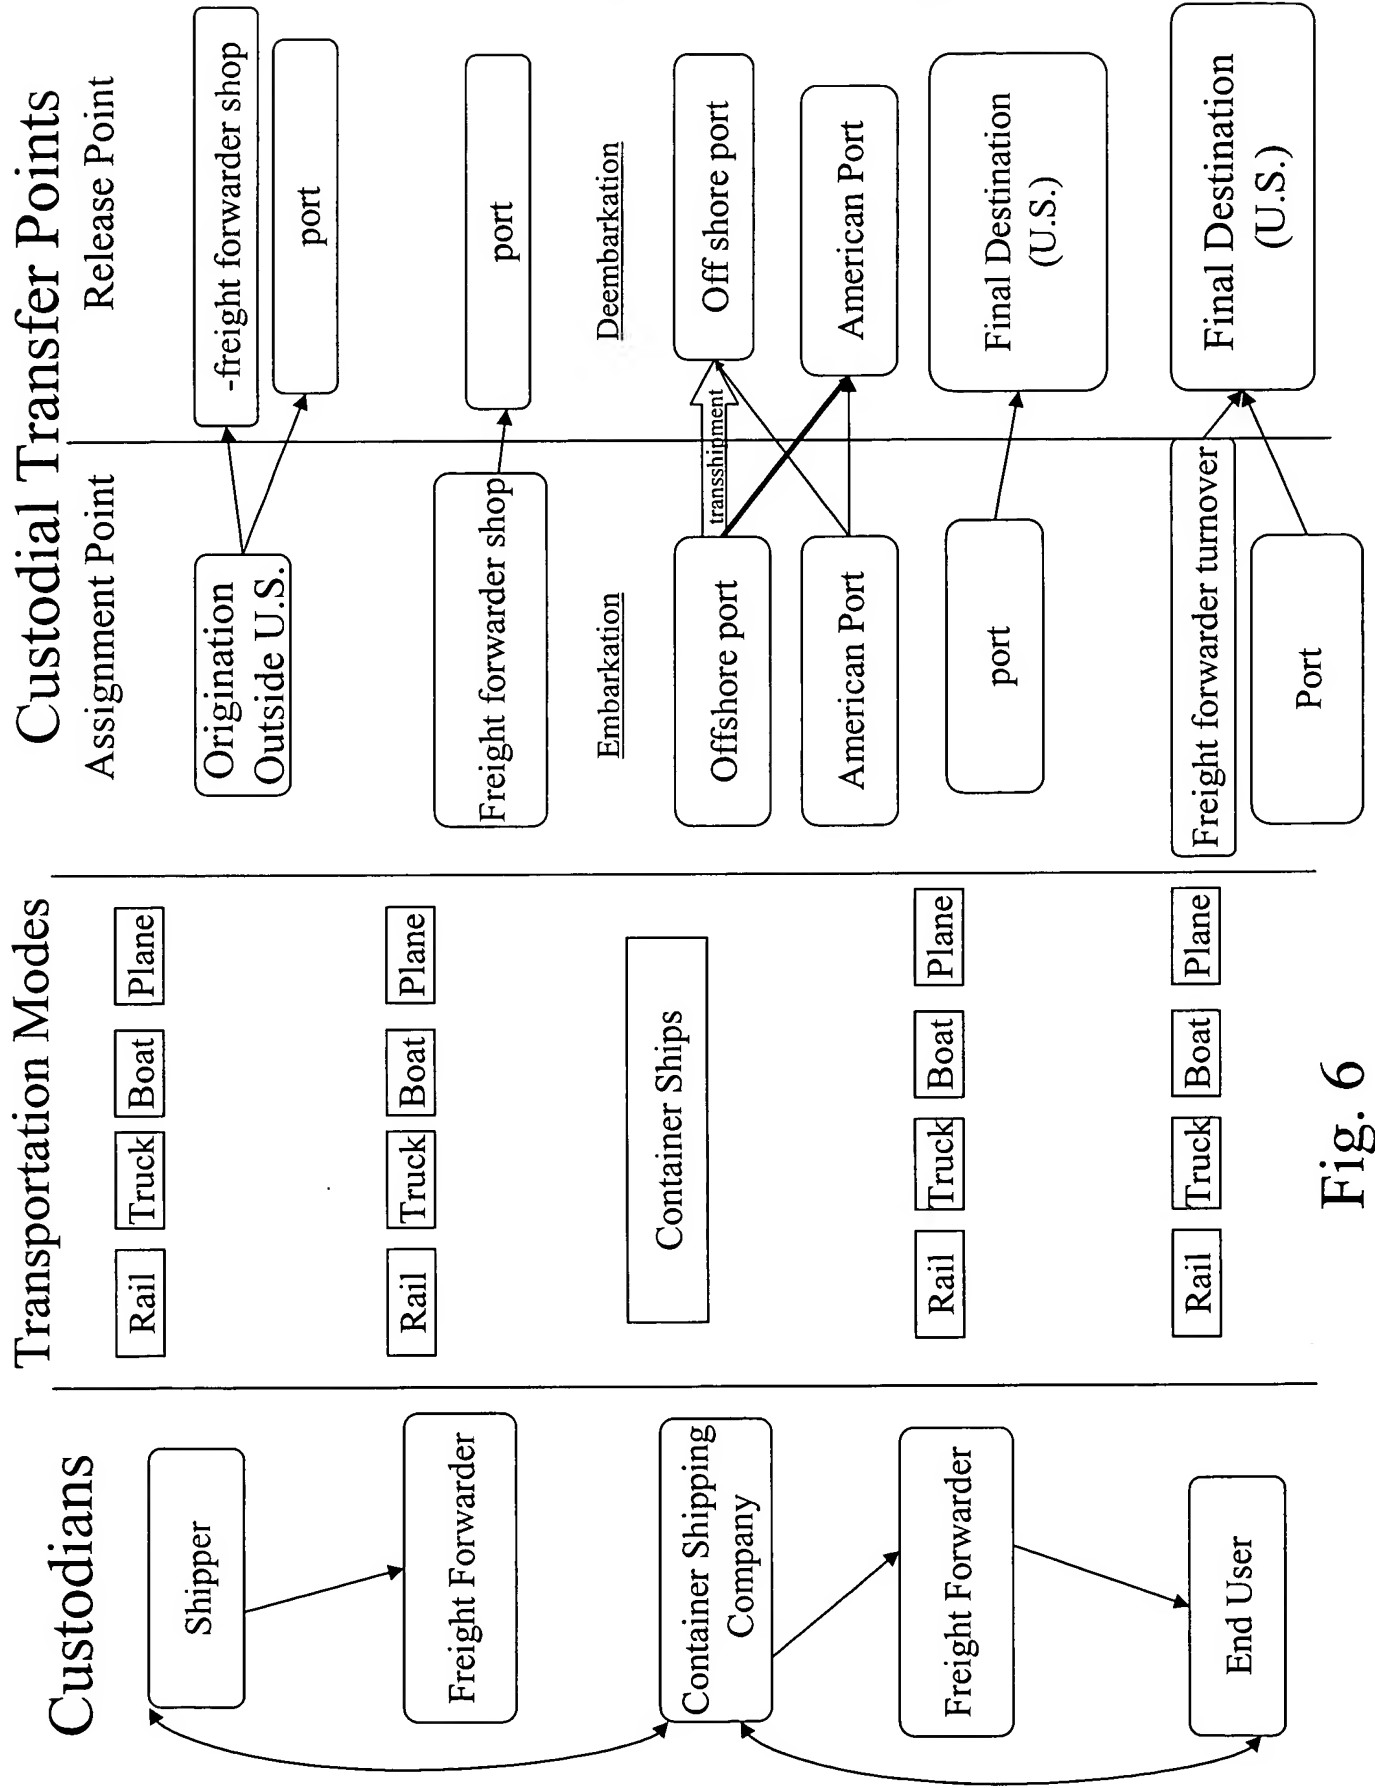 Custodians
Transportation Modes
Custodial Transfer Points
Assignment Point
Release Point
Shipper
Rail
Truck
Boat
Plane
Origination
Outside U.S.
-freight forwarder shop
port
Freight Forwarder
Rail
Truck
Boat
Plane
Freight forwarder shop
port
Embarkation
Deembarkation
Container Shipping
Company
Container Ships
Offshore port
transshipment
Off shore port
American Port
American Port
Freight Forwarder
Rail
Truck
Boat
Plane
port
Final Destination
(U.S.)
End User
Rail
Truck
Boat
Plane
Freight forwarder turnover
Port
Final Destination
(U.S.)
Fig. 6